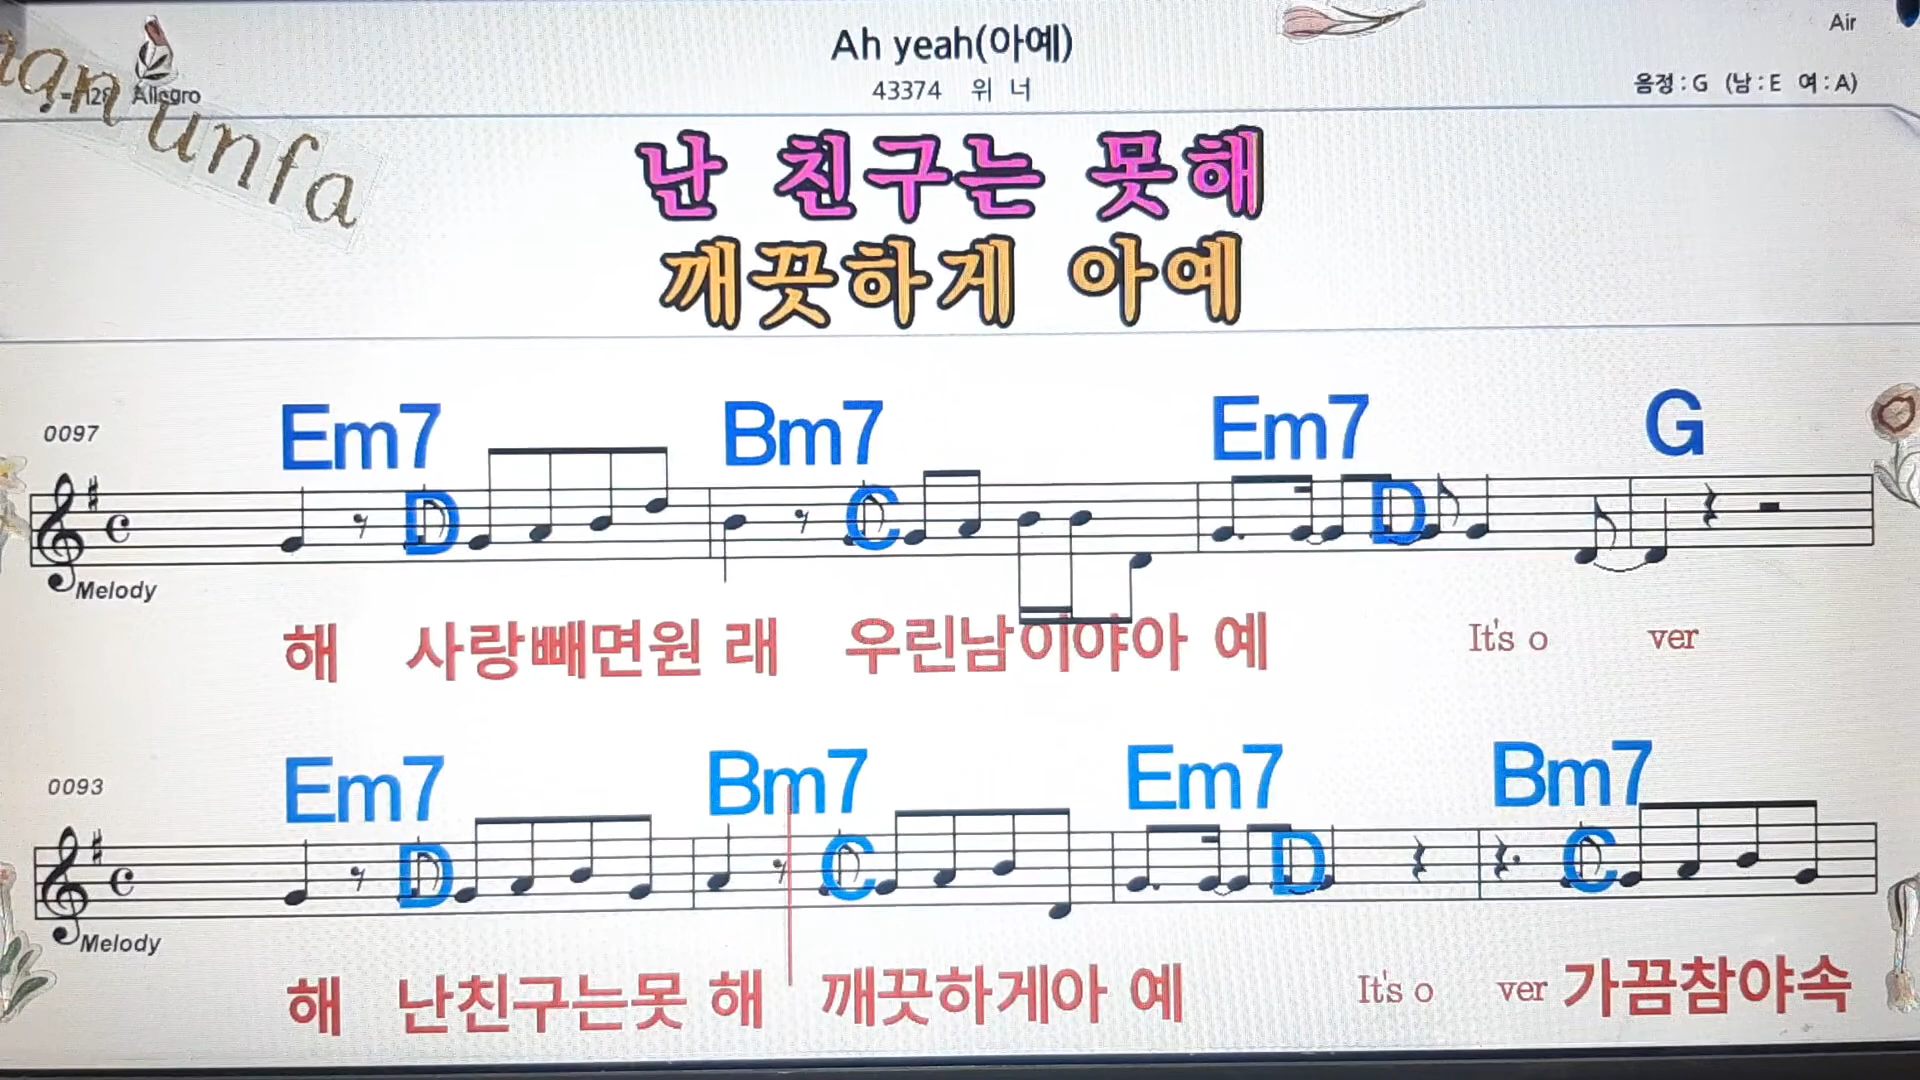 Ah yeah(아예)
Air
43374 위 너
음정 : G (남 : E 여 : A)
Allegro
unfa
난 친구는 못해
깨끗하게 아예
0097
Em7 D Bm7 C Em7 D G
Melody
해 사랑빼면원 래 우린남이야아 예 It's o ver
0093
Em7 D Bm7 C Em7 D Bm7 C
Melody
해 난친구는못 해 깨끗하게아 예 It's o ver 가끔참야속